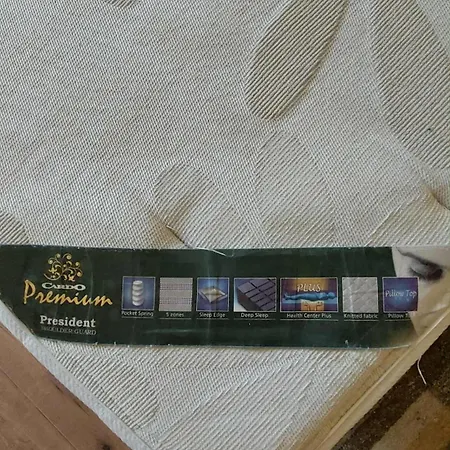 CARDO
Premium
President
SHOULDER GUARD
Pocket Spring
5 zones
Sleep Edge
Deep Sleep
PLUS
Health Center Plus
Knitted fabric
Pillow Top
Pillow